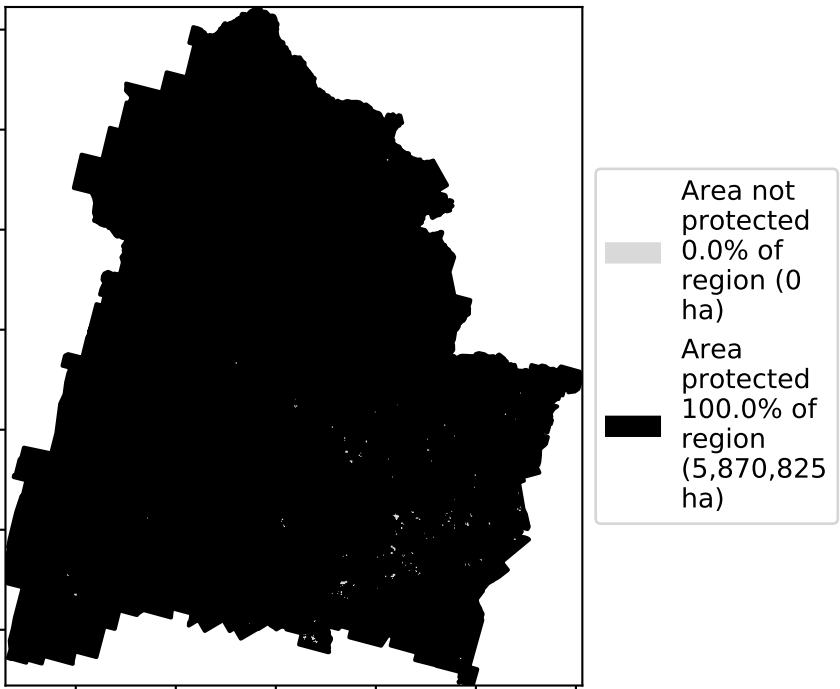 Area not
protected
0.0% of
region (0
ha)
Area
protected
100.0% of
region
(5,870,825
ha)